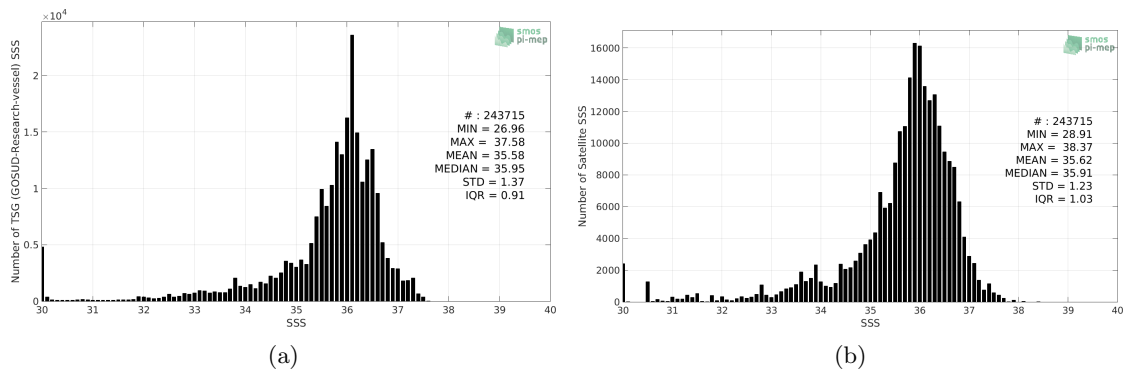 ×10⁴
smos
pi-mep
Number of TSG (GOSUD-Research-vessel) SSS
2
1.5
1
0.5
0
# : 243715
MIN = 26.96
MAX = 37.58
MEAN = 35.58
MEDIAN = 35.95
STD = 1.37
IQR = 0.91
30 31 32 33 34 35 36 37 38 39 40
SSS
(a)
smos
pi-mep
Number of Satellite SSS
16000
14000
12000
10000
8000
6000
4000
2000
0
# : 243715
MIN = 28.91
MAX = 38.37
MEAN = 35.62
MEDIAN = 35.91
STD = 1.23
IQR = 1.03
30 31 32 33 34 35 36 37 38 39 40
SSS
(b)